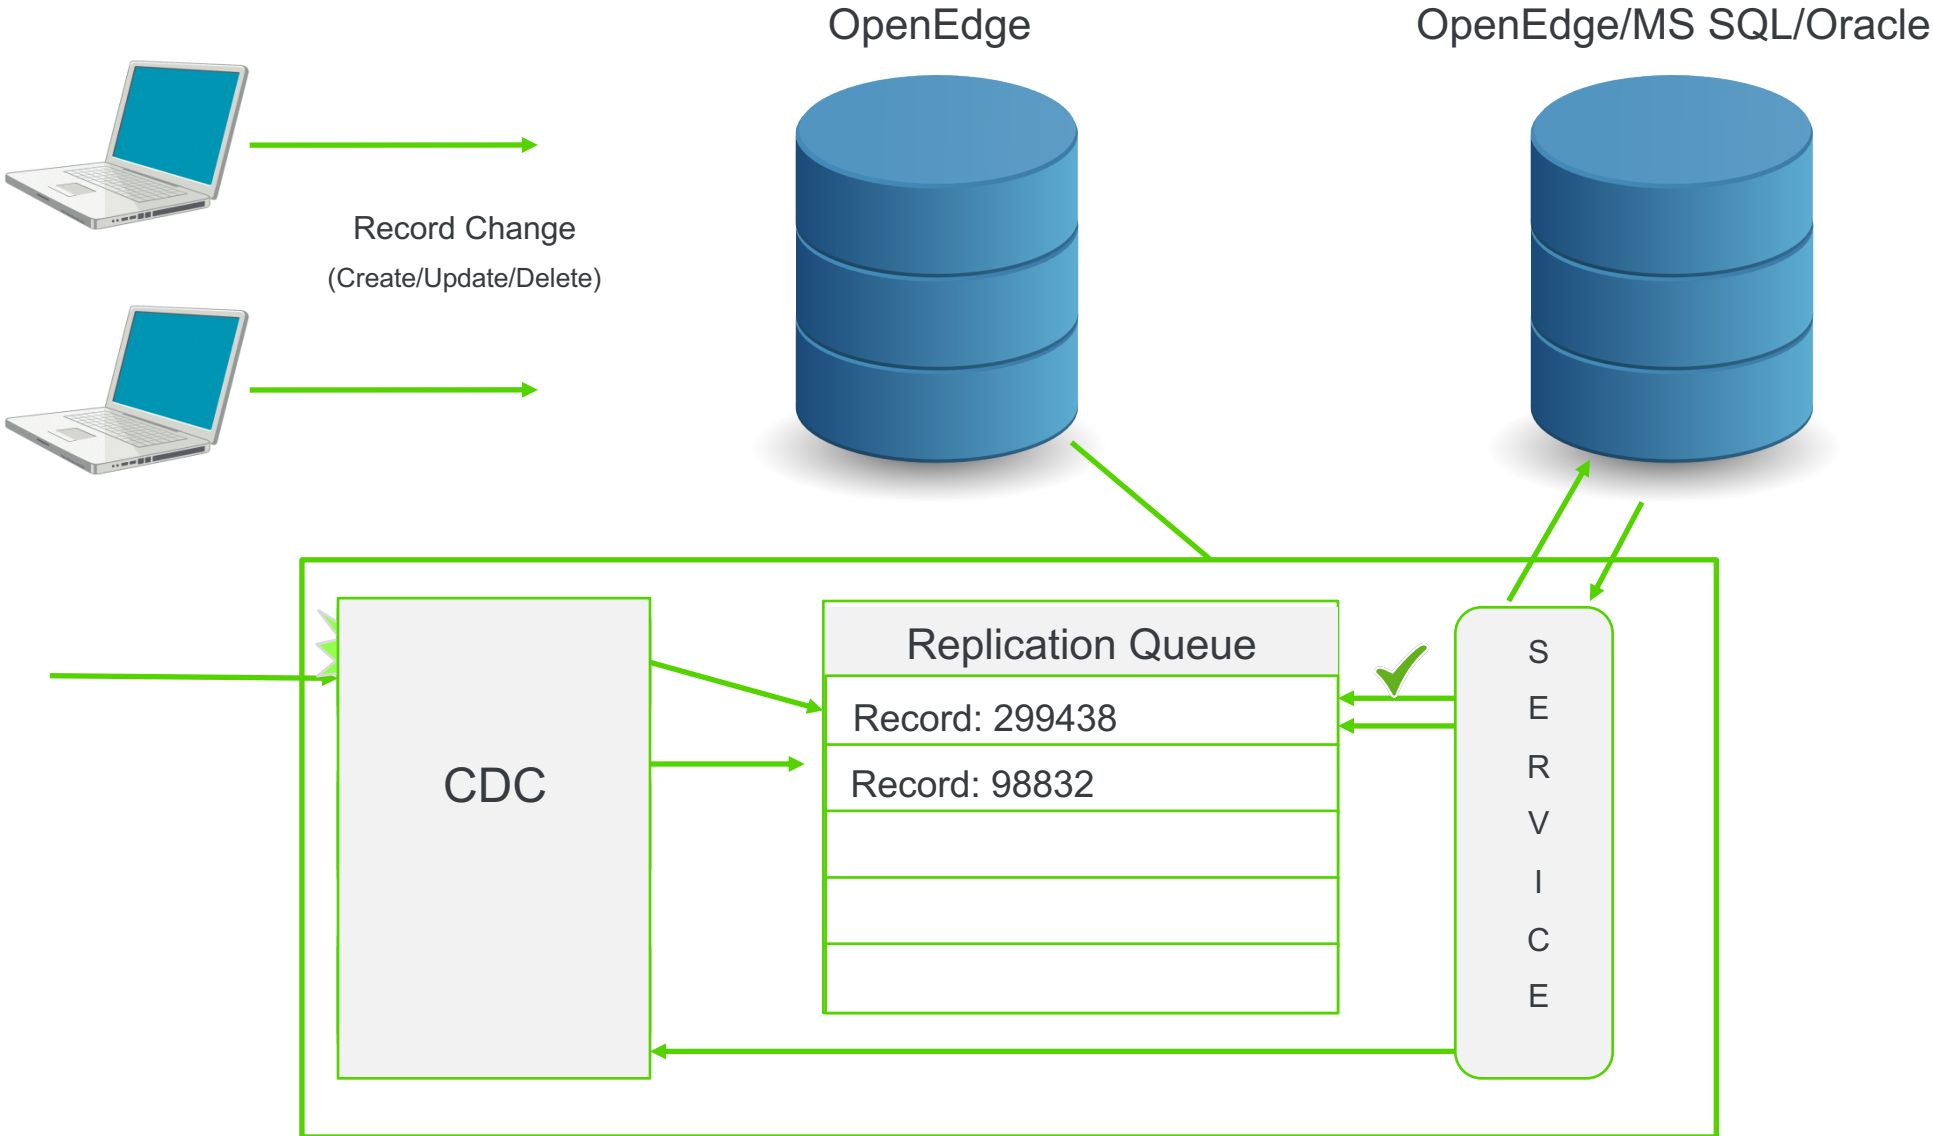 OpenEdge
OpenEdge/MS SQL/Oracle
Record Change
(Create/Update/Delete)
CDC
Replication Queue
Record: 299438
Record: 98832
S
E
R
V
I
C
E